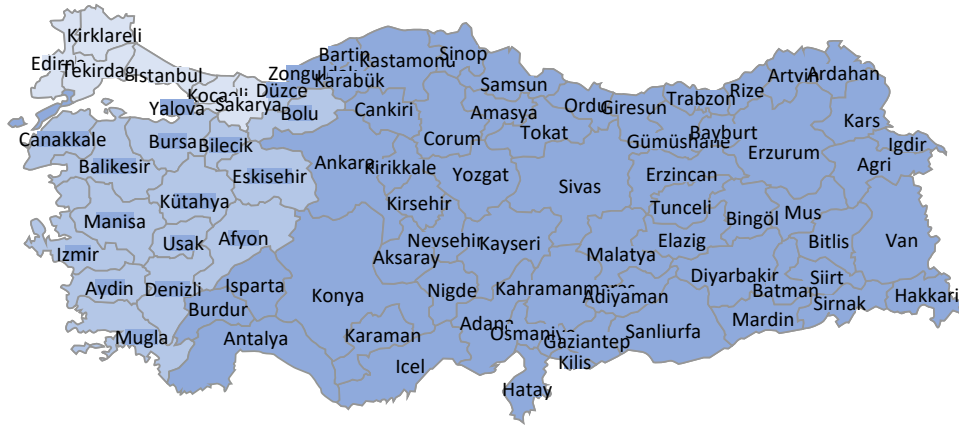 Kirklareli
Edirne
Tekirdag
Istanbul
Kocaeli
Sakarya
Yalova
Düzce
Zonguldak
Bartin
Karabük
Kastamonu
Sinop
Samsun
Ordu
Giresun
Trabzon
Rize
Artvin
Ardahan
Kars
Igdir
Agri
Canakkale
Balikesir
Bursa
Bilecik
Bolu
Cankiri
Corum
Amasya
Tokat
Gümüshane
Bayburt
Erzurum
Erzincan
Eskisehir
Ankara
Kirikkale
Yozgat
Sivas
Kütahya
Kirsehir
Tunceli
Bingöl
Mus
Manisa
Usak
Afyon
Nevsehir
Kayseri
Malatya
Elazig
Bitlis
Van
Izmir
Aksaray
Aydin
Denizli
Isparta
Burdur
Konya
Nigde
Kahramanmaras
Adiyaman
Diyarbakir
Batman
Siirt
Sirnak
Hakkari
Mugla
Antalya
Karaman
Adana
Osmaniye
Gaziantep
Sanliurfa
Mardin
Icel
Kilis
Hatay